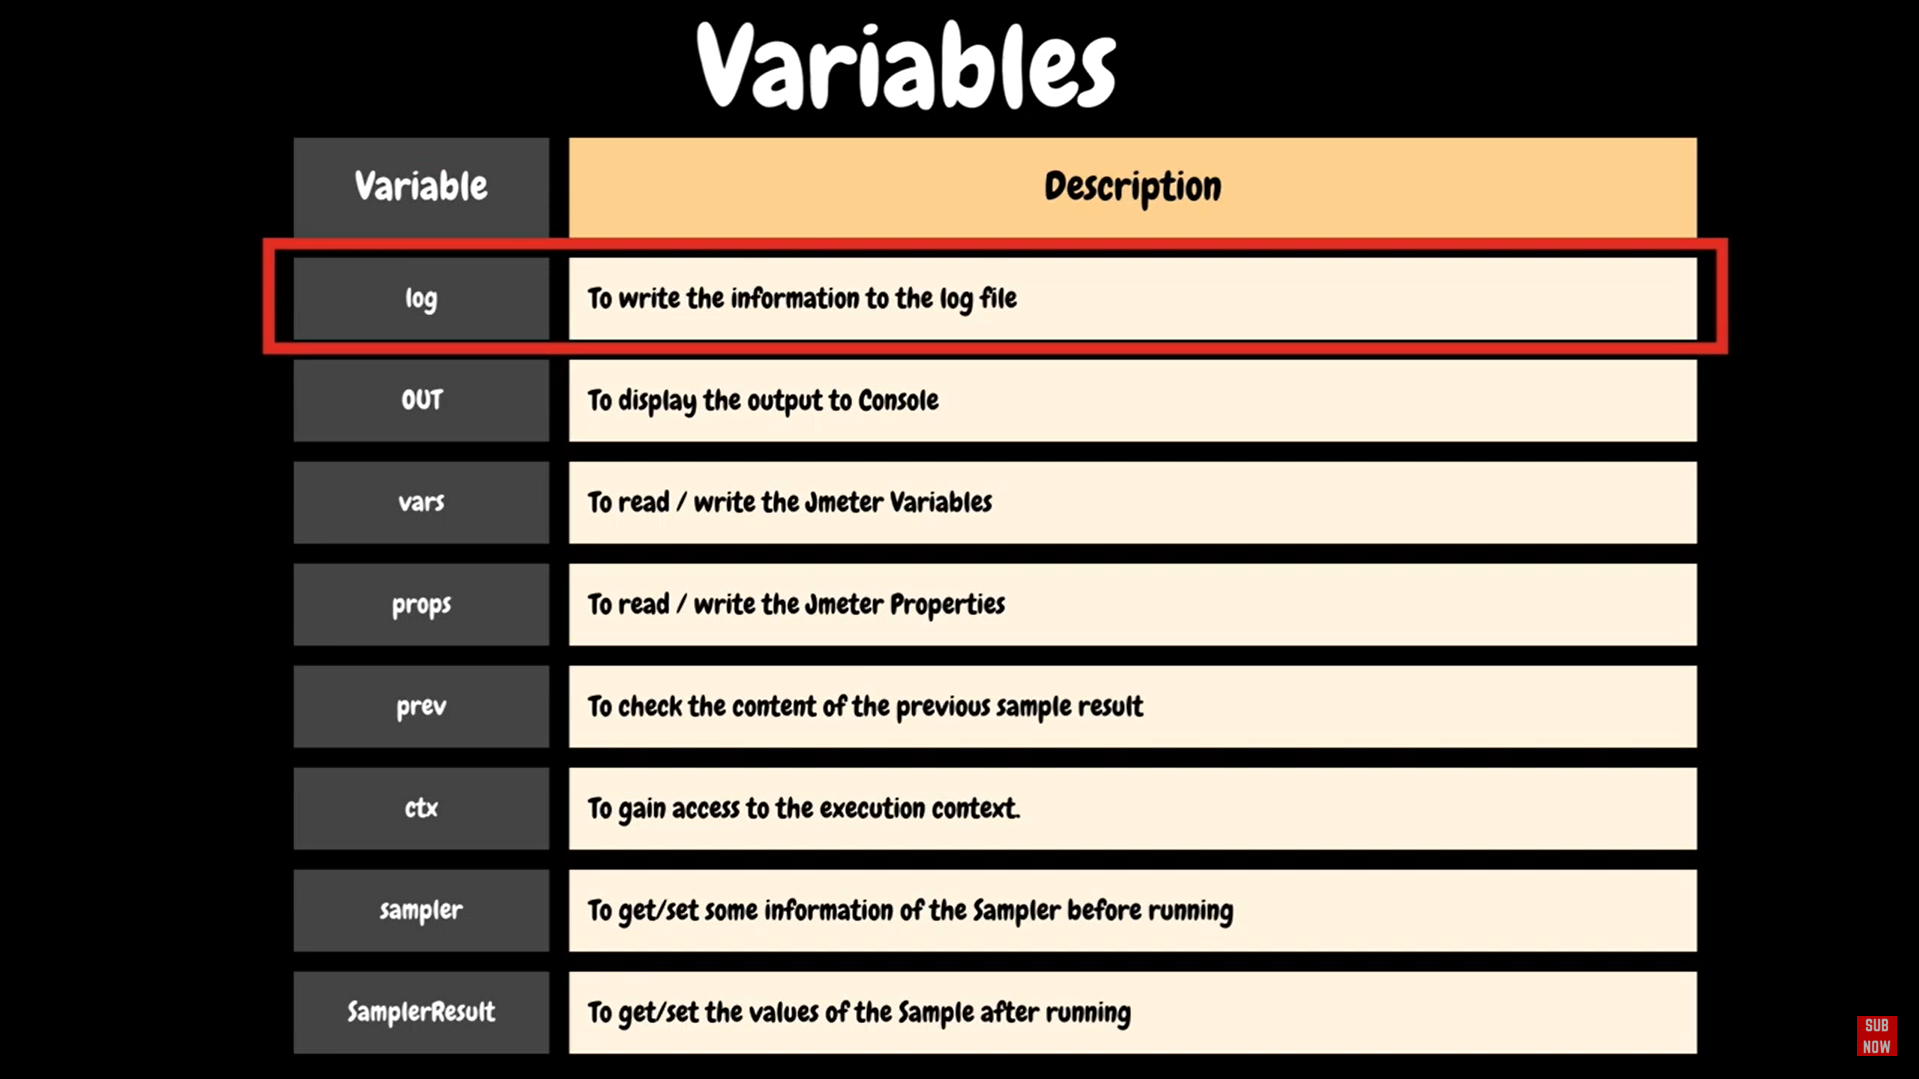 Variables
Variable Description
log To write the information to the log file
OUT To display the output to Console
vars To read / write the Jmeter Variables
props To read / write the Jmeter Properties
prev To check the content of the previous sample result
ctx To gain access to the execution context.
sampler To get/set some information of the Sampler before running
SamplerResult To get/set the values of the Sample after running
SUB
NOW